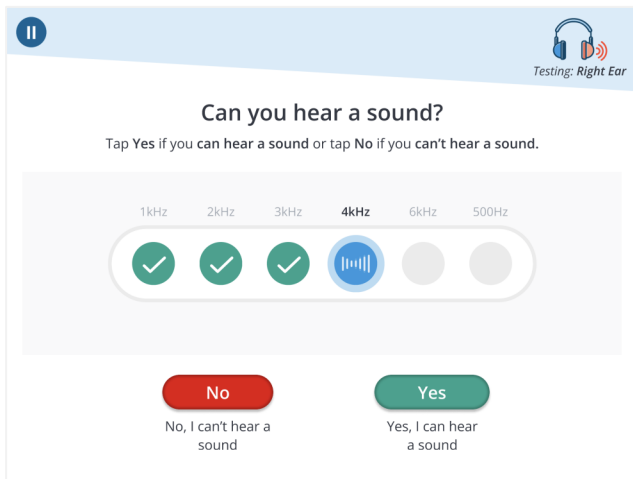 Testing: Right Ear
Can you hear a sound?
Tap Yes if you can hear a sound or tap No if you can’t hear a sound.
1kHz 2kHz 3kHz 4kHz 6kHz 500Hz
No Yes
No, I can’t hear a
sound
Yes, I can hear
a sound